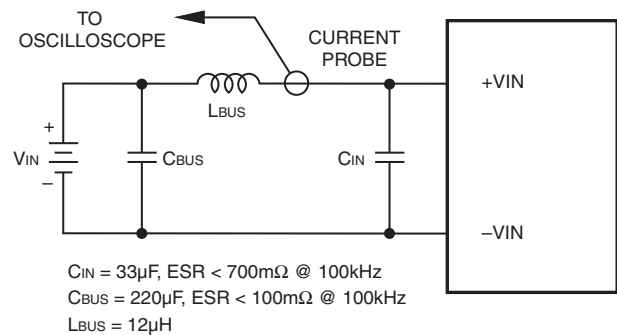 TO
OSCILLOSCOPE
CURRENT
PROBE
+VIN
LBUS
+
VIN
CBUS
CIN
–
–VIN
CIN = 33µF, ESR < 700mΩ @ 100kHz
CBUS = 220µF, ESR < 100mΩ @ 100kHz
LBUS = 12µH